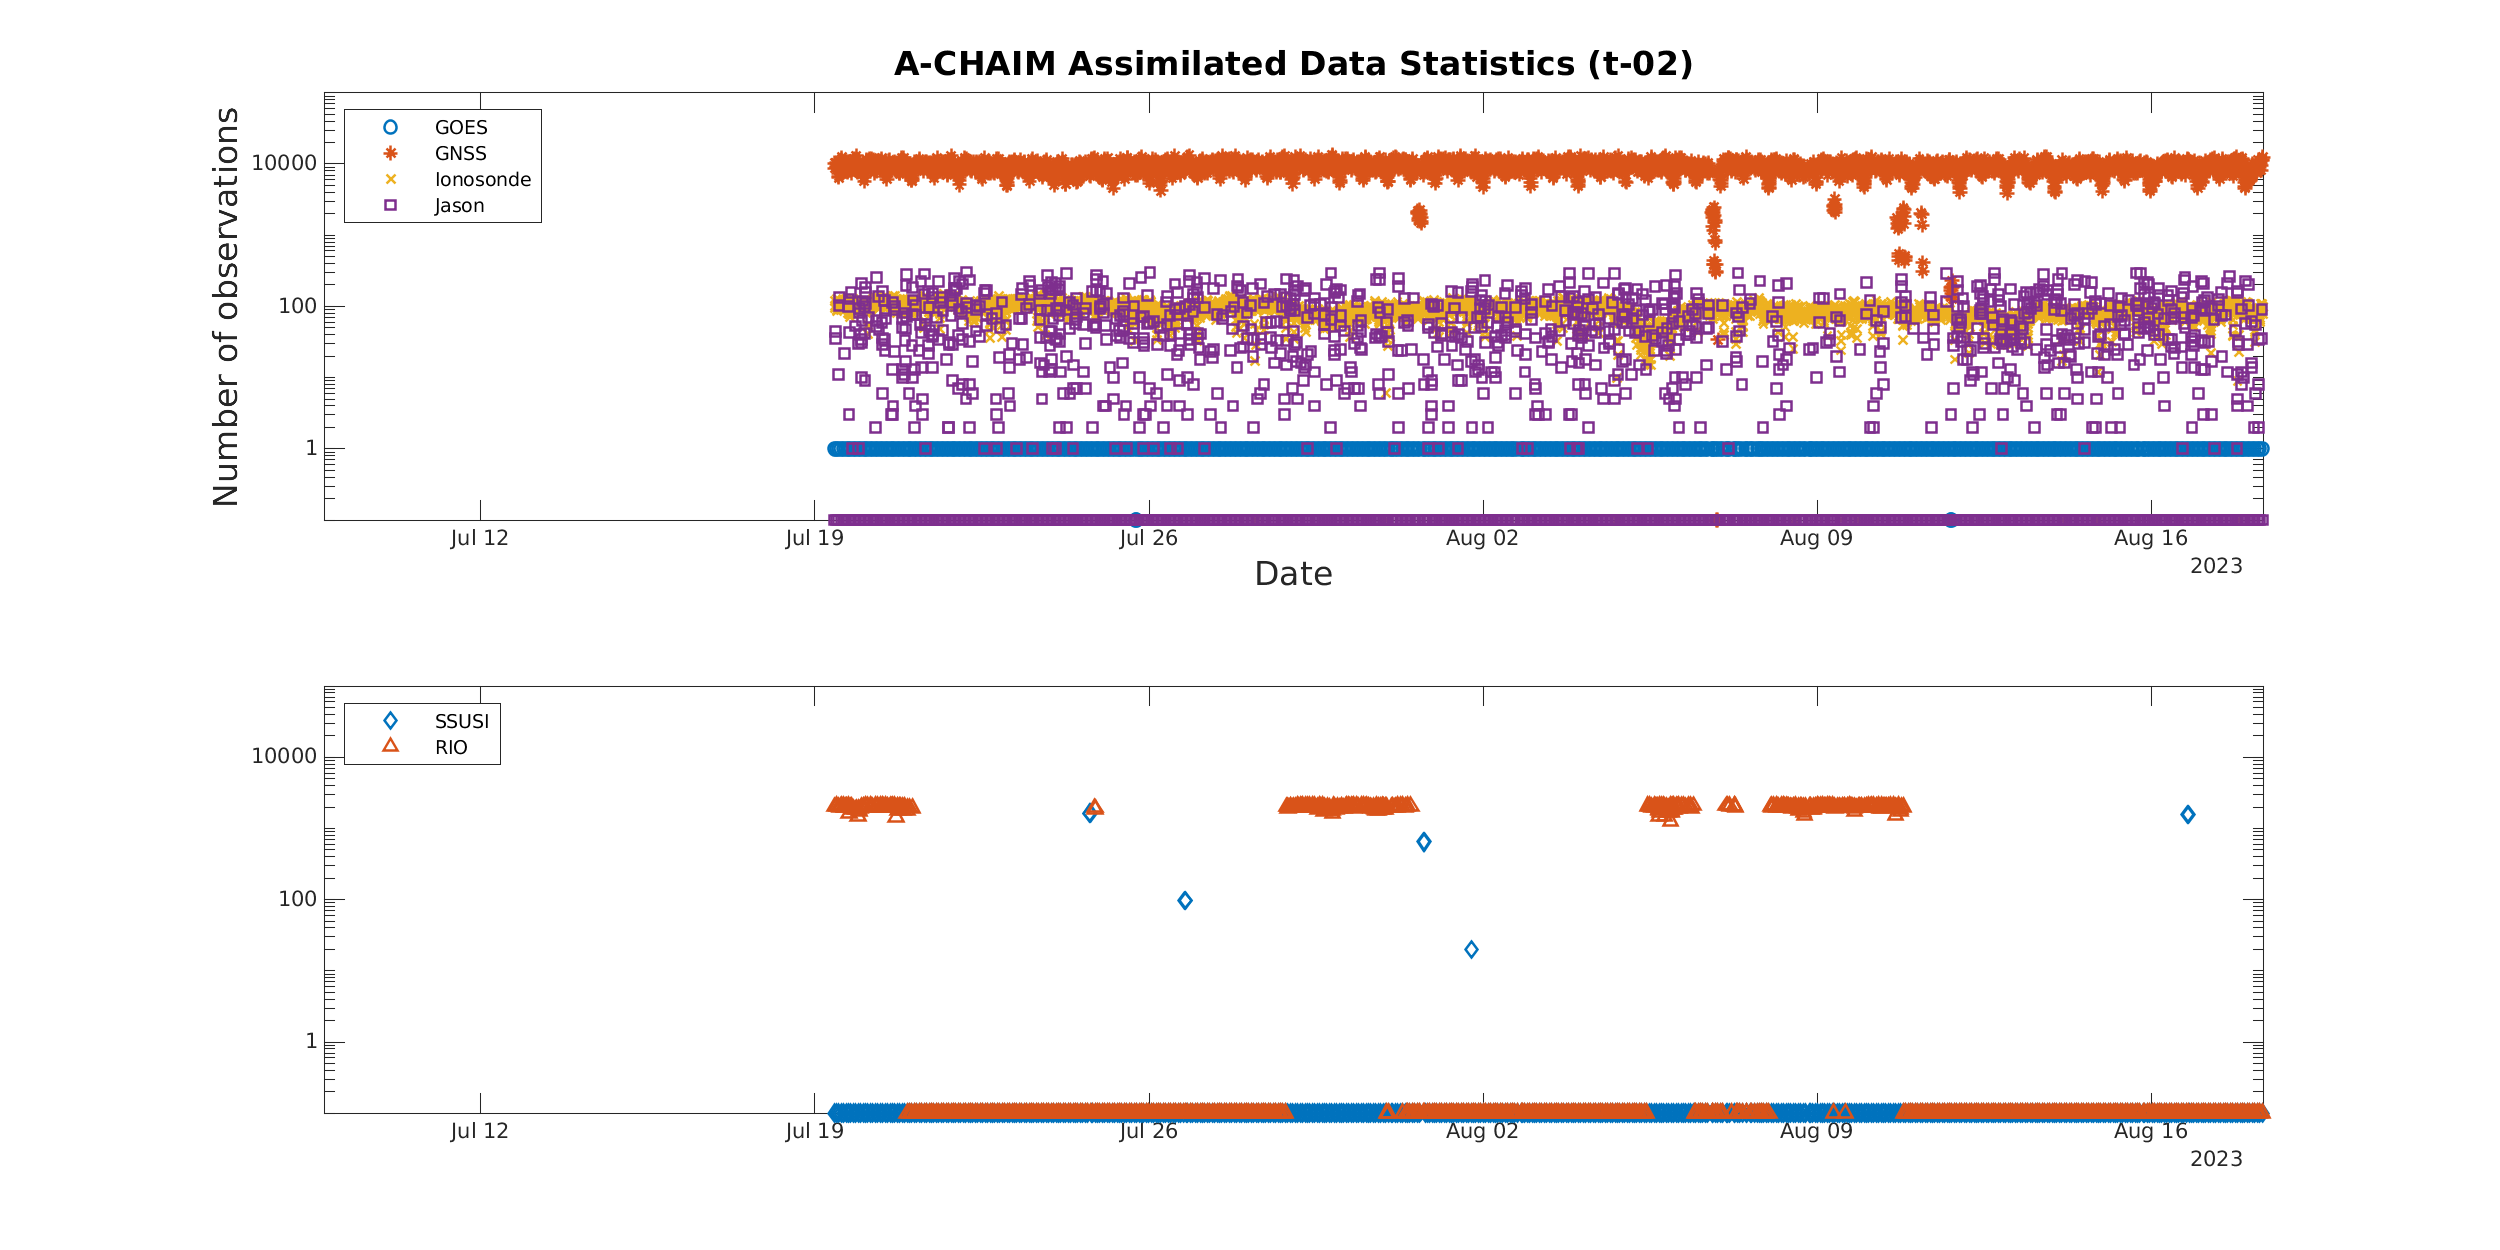 A-CHAIM Assimilated Data Statistics (t-02)
Number of observations
GOES
GNSS
Ionosonde
Jason
10000
100
1
Jul 12
Jul 19
Jul 26
Aug 02
Aug 09
Aug 16
2023
Date
SSUSI
RIO
10000
100
1
Jul 12
Jul 19
Jul 26
Aug 02
Aug 09
Aug 16
2023